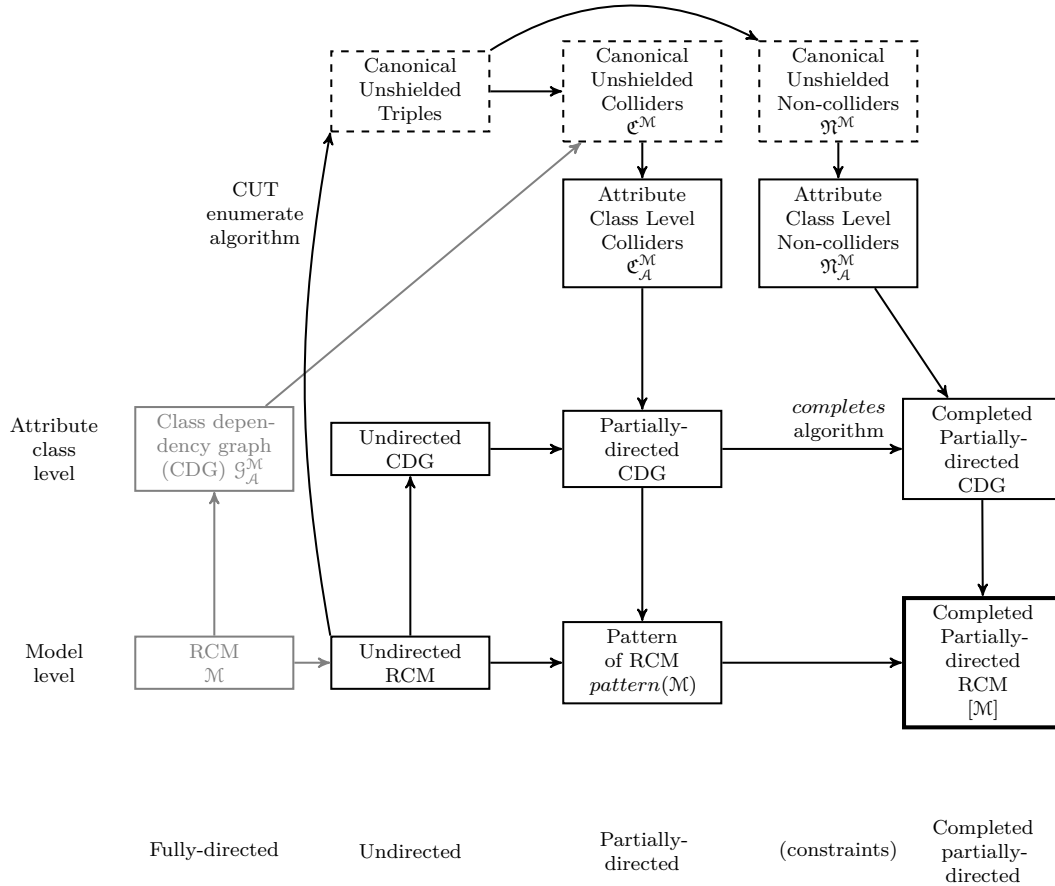 Canonical
Unshielded
Triples
Canonical
Unshielded
Colliders
ℭ^ℳ
Canonical
Unshielded
Non-colliders
𝔑^ℳ
CUT
enumerate
algorithm
Attribute
Class Level
Colliders
ℭ^ℳ_𝒜
Attribute
Class Level
Non-colliders
𝔑^ℳ_𝒜
Attribute
class
level
Class depen-
dency graph
(CDG) 𝒢^ℳ_𝒜
Undirected
CDG
Partially-
directed
CDG
completes
algorithm
Completed
Partially-
directed
CDG
Model
level
RCM
ℳ
Undirected
RCM
Pattern
of RCM
pattern(ℳ)
Completed
Partially-
directed
RCM
[ℳ]
Fully-directed
Undirected
Partially-
directed
(constraints)
Completed
partially-
directed